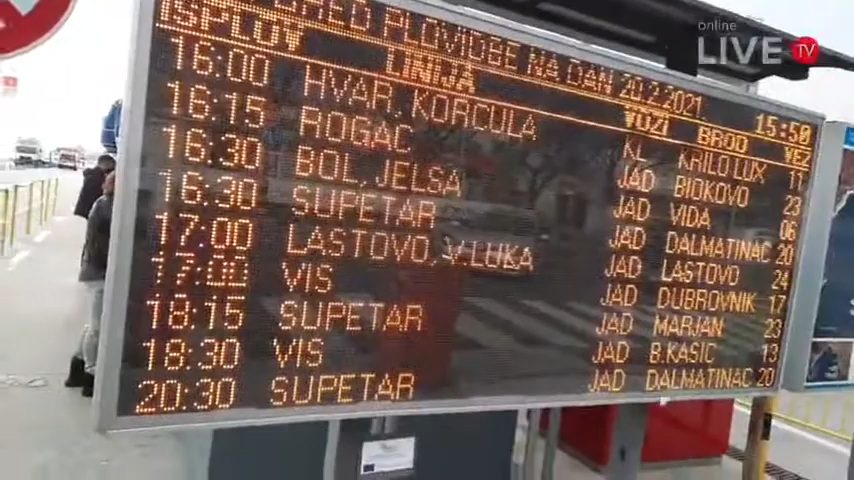 online
LIVE TV
RED PLOVIDBE NA DAN 20.2.2021. 15:50
ISPLOV LINIJA VOZI BROD VEZ
16:00 HVAR, KORCULA KL KRILO LUX 11
16:15 ROGAC JAD BIOKOVO 23
16:30 BOL, JELSA JAD VIDA 06
16:30 SUPETAR JAD DALMATINAC 20
17:00 LASTOVO, V.LUKA JAD LASTOVO 24
17:00 VIS JAD DUBROVNIK 17
18:15 SUPETAR JAD MARJAN 23
18:30 VIS JAD B.KASIC 13
20:30 SUPETAR JAD DALMATINAC 20